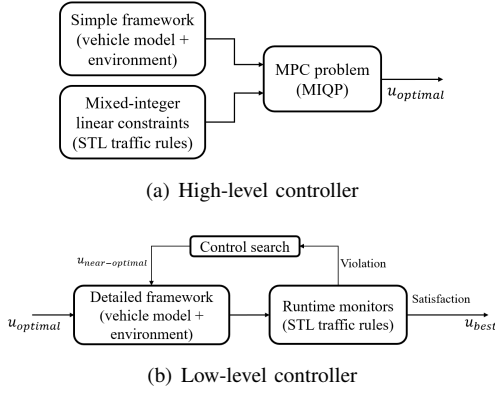 Simple framework
(vehicle model +
environment)
Mixed-integer
linear constraints
(STL traffic rules)
MPC problem
(MIQP)
u_optimal
(a) High-level controller
Control search
u_near−optimal
Violation
Detailed framework
(vehicle model +
environment)
Runtime monitors
(STL traffic rules)
Satisfaction
u_optimal
u_best
(b) Low-level controller